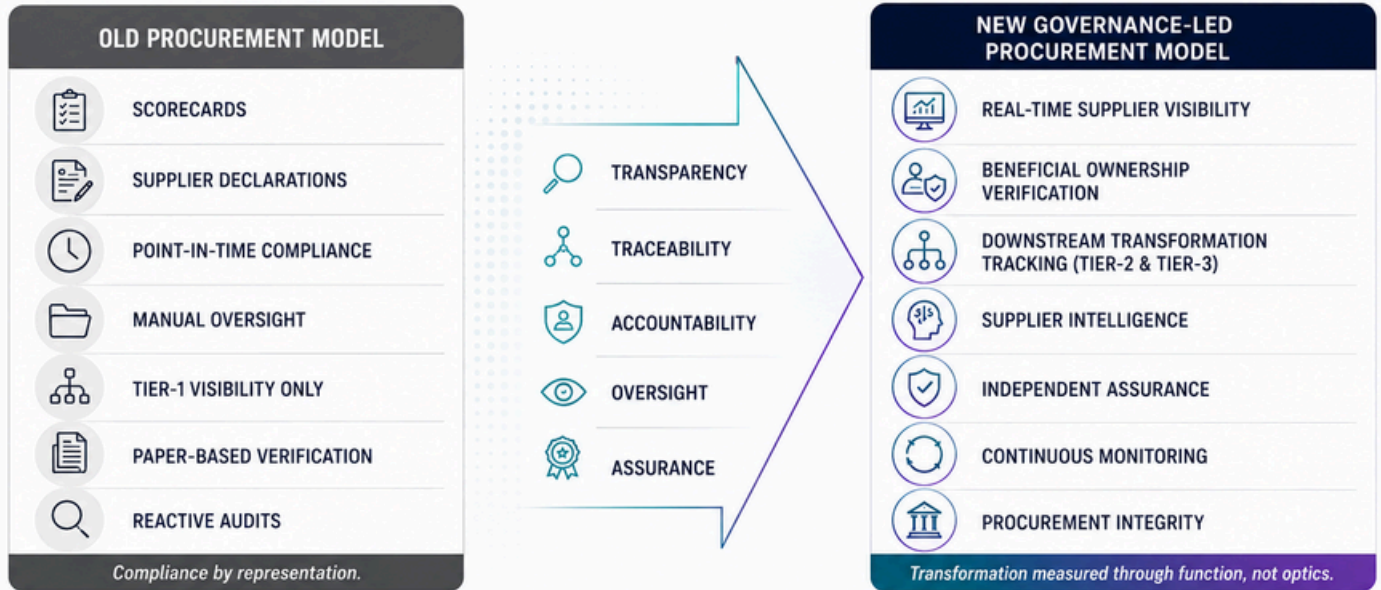 OLD PROCUREMENT MODEL
SCORECARDS
SUPPLIER DECLARATIONS
POINT-IN-TIME COMPLIANCE
MANUAL OVERSIGHT
TIER-1 VISIBILITY ONLY
PAPER-BASED VERIFICATION
REACTIVE AUDITS
Compliance by representation.
TRANSPARENCY
TRACEABILITY
ACCOUNTABILITY
OVERSIGHT
ASSURANCE
NEW GOVERNANCE-LED
PROCUREMENT MODEL
REAL-TIME SUPPLIER VISIBILITY
BENEFICIAL OWNERSHIP
VERIFICATION
DOWNSTREAM TRANSFORMATION
TRACKING (TIER-2 & TIER-3)
SUPPLIER INTELLIGENCE
INDEPENDENT ASSURANCE
CONTINUOUS MONITORING
PROCUREMENT INTEGRITY
Transformation measured through function, not optics.